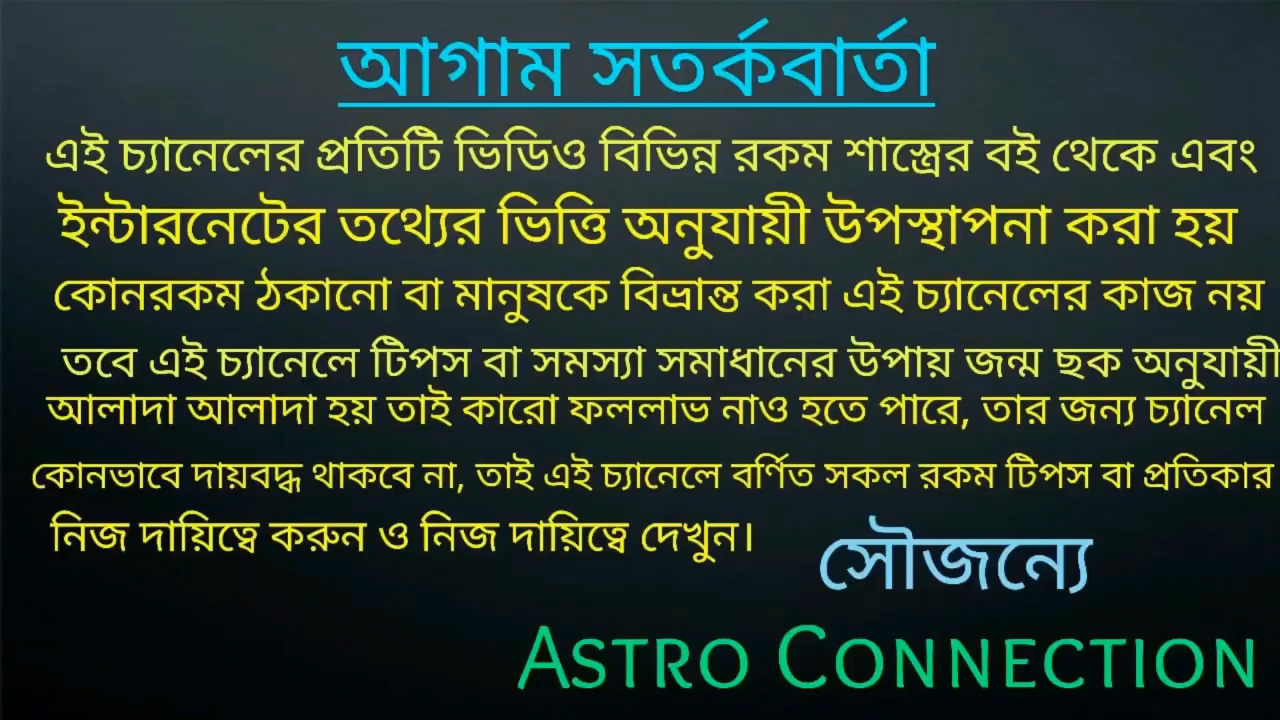 আগাম সতর্কবার্তা
এই চ্যানেলের প্রতিটি ভিডিও বিভিন্ন রকম শাস্ত্রের বই থেকে এবং
ইন্টারনেটের তথ্যের ভিত্তি অনুযায়ী উপস্থাপনা করা হয়
কোনরকম ঠকানো বা মানুষকে বিভ্রান্ত করা এই চ্যানেলের কাজ নয়
তবে এই চ্যানেলে টিপস বা সমস্যা সমাধানের উপায় জন্ম ছক অনুযায়ী
আলাদা আলাদা হয় তাই কারো ফললাভ নাও হতে পারে, তার জন্য চ্যানেল
কোনভাবে দায়বদ্ধ থাকবে না, তাই এই চ্যানেলে বর্ণিত সকল রকম টিপস বা প্রতিকার
নিজ দায়িত্বে করুন ও নিজ দায়িত্বে দেখুন।
সৌজন্যে
ASTRO CONNECTION